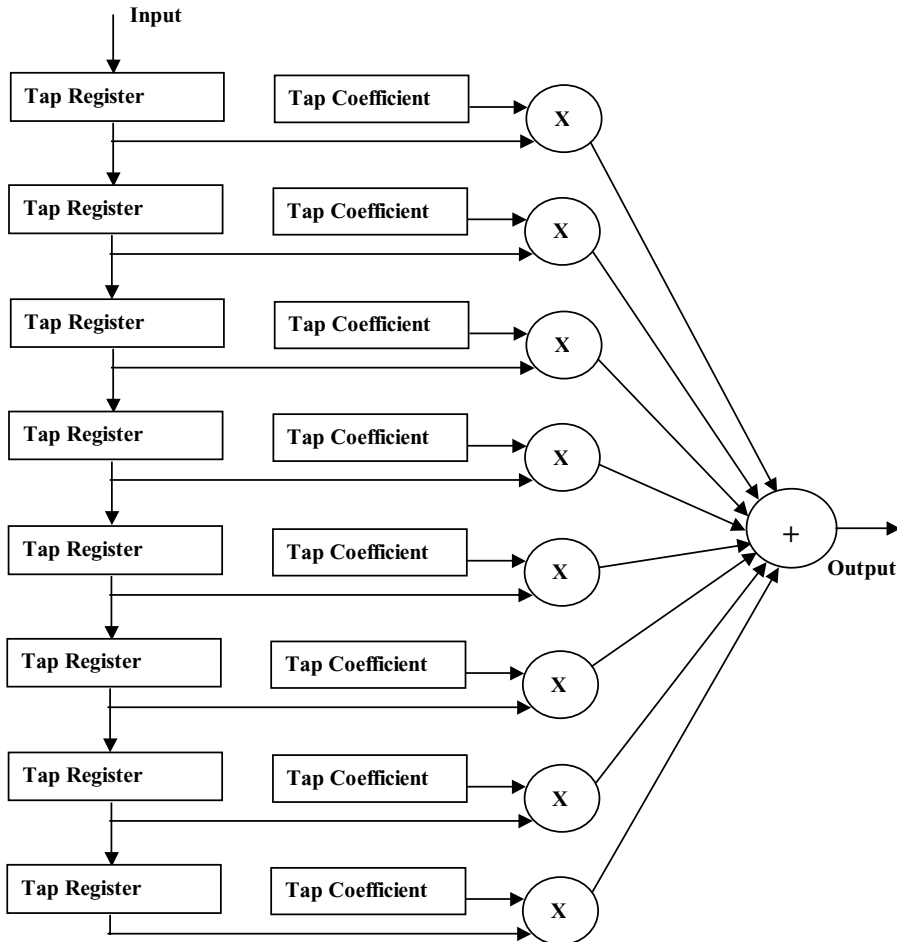 Input
Tap Register
Tap Coefficient
X
Tap Register
Tap Coefficient
X
Tap Register
Tap Coefficient
X
Tap Register
Tap Coefficient
X
Tap Register
Tap Coefficient
X
+
Output
Tap Register
Tap Coefficient
X
Tap Register
Tap Coefficient
X
Tap Register
Tap Coefficient
X